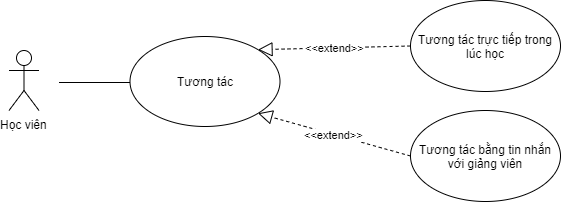 Tương tác trực tiếp trong
lúc học
<<extend>>
Tương tác
Học viên
<<extend>>
Tương tác bằng tin nhắn
với giảng viên